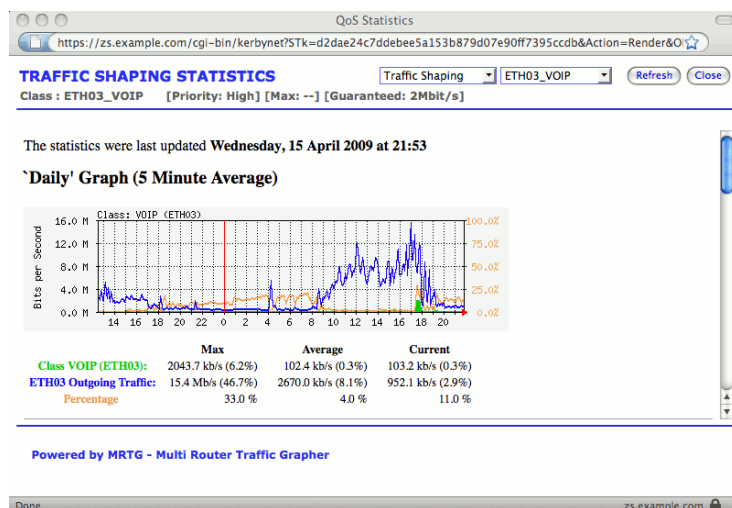 QoS Statistics
https://zs.example.com/cgi-bin/kerbynet?STk=d2dae24c7ddebee5a153b879d07e90ff7395ccdb&Action=Render&O
TRAFFIC SHAPING STATISTICS Traffic Shaping ETH03_VOIP Refresh Close
Class : ETH03_VOIP [Priority: High] [Max: --] [Guaranteed: 2Mbit/s]
The statistics were last updated Wednesday, 15 April 2009 at 21:53
`Daily' Graph (5 Minute Average)
Class: VOIP (ETH03)
Bits per Second
16.0 M 100.0%
12.0 M 75.0%
8.0 M 50.0%
4.0 M 25.0%
0.0 M 0.0%
14 16 18 20 22 0 2 4 6 8 10 12 14 16 18 20
Max Average Current
Class VOIP (ETH03): 2043.7 kb/s (6.2%) 102.4 kb/s (0.3%) 103.2 kb/s (0.3%)
ETH03 Outgoing Traffic: 15.4 Mb/s (46.7%) 2670.0 kb/s (8.1%) 952.1 kb/s (2.9%)
Percentage 33.0 % 4.0 % 11.0 %
Powered by MRTG - Multi Router Traffic Grapher
Done zs.example.com